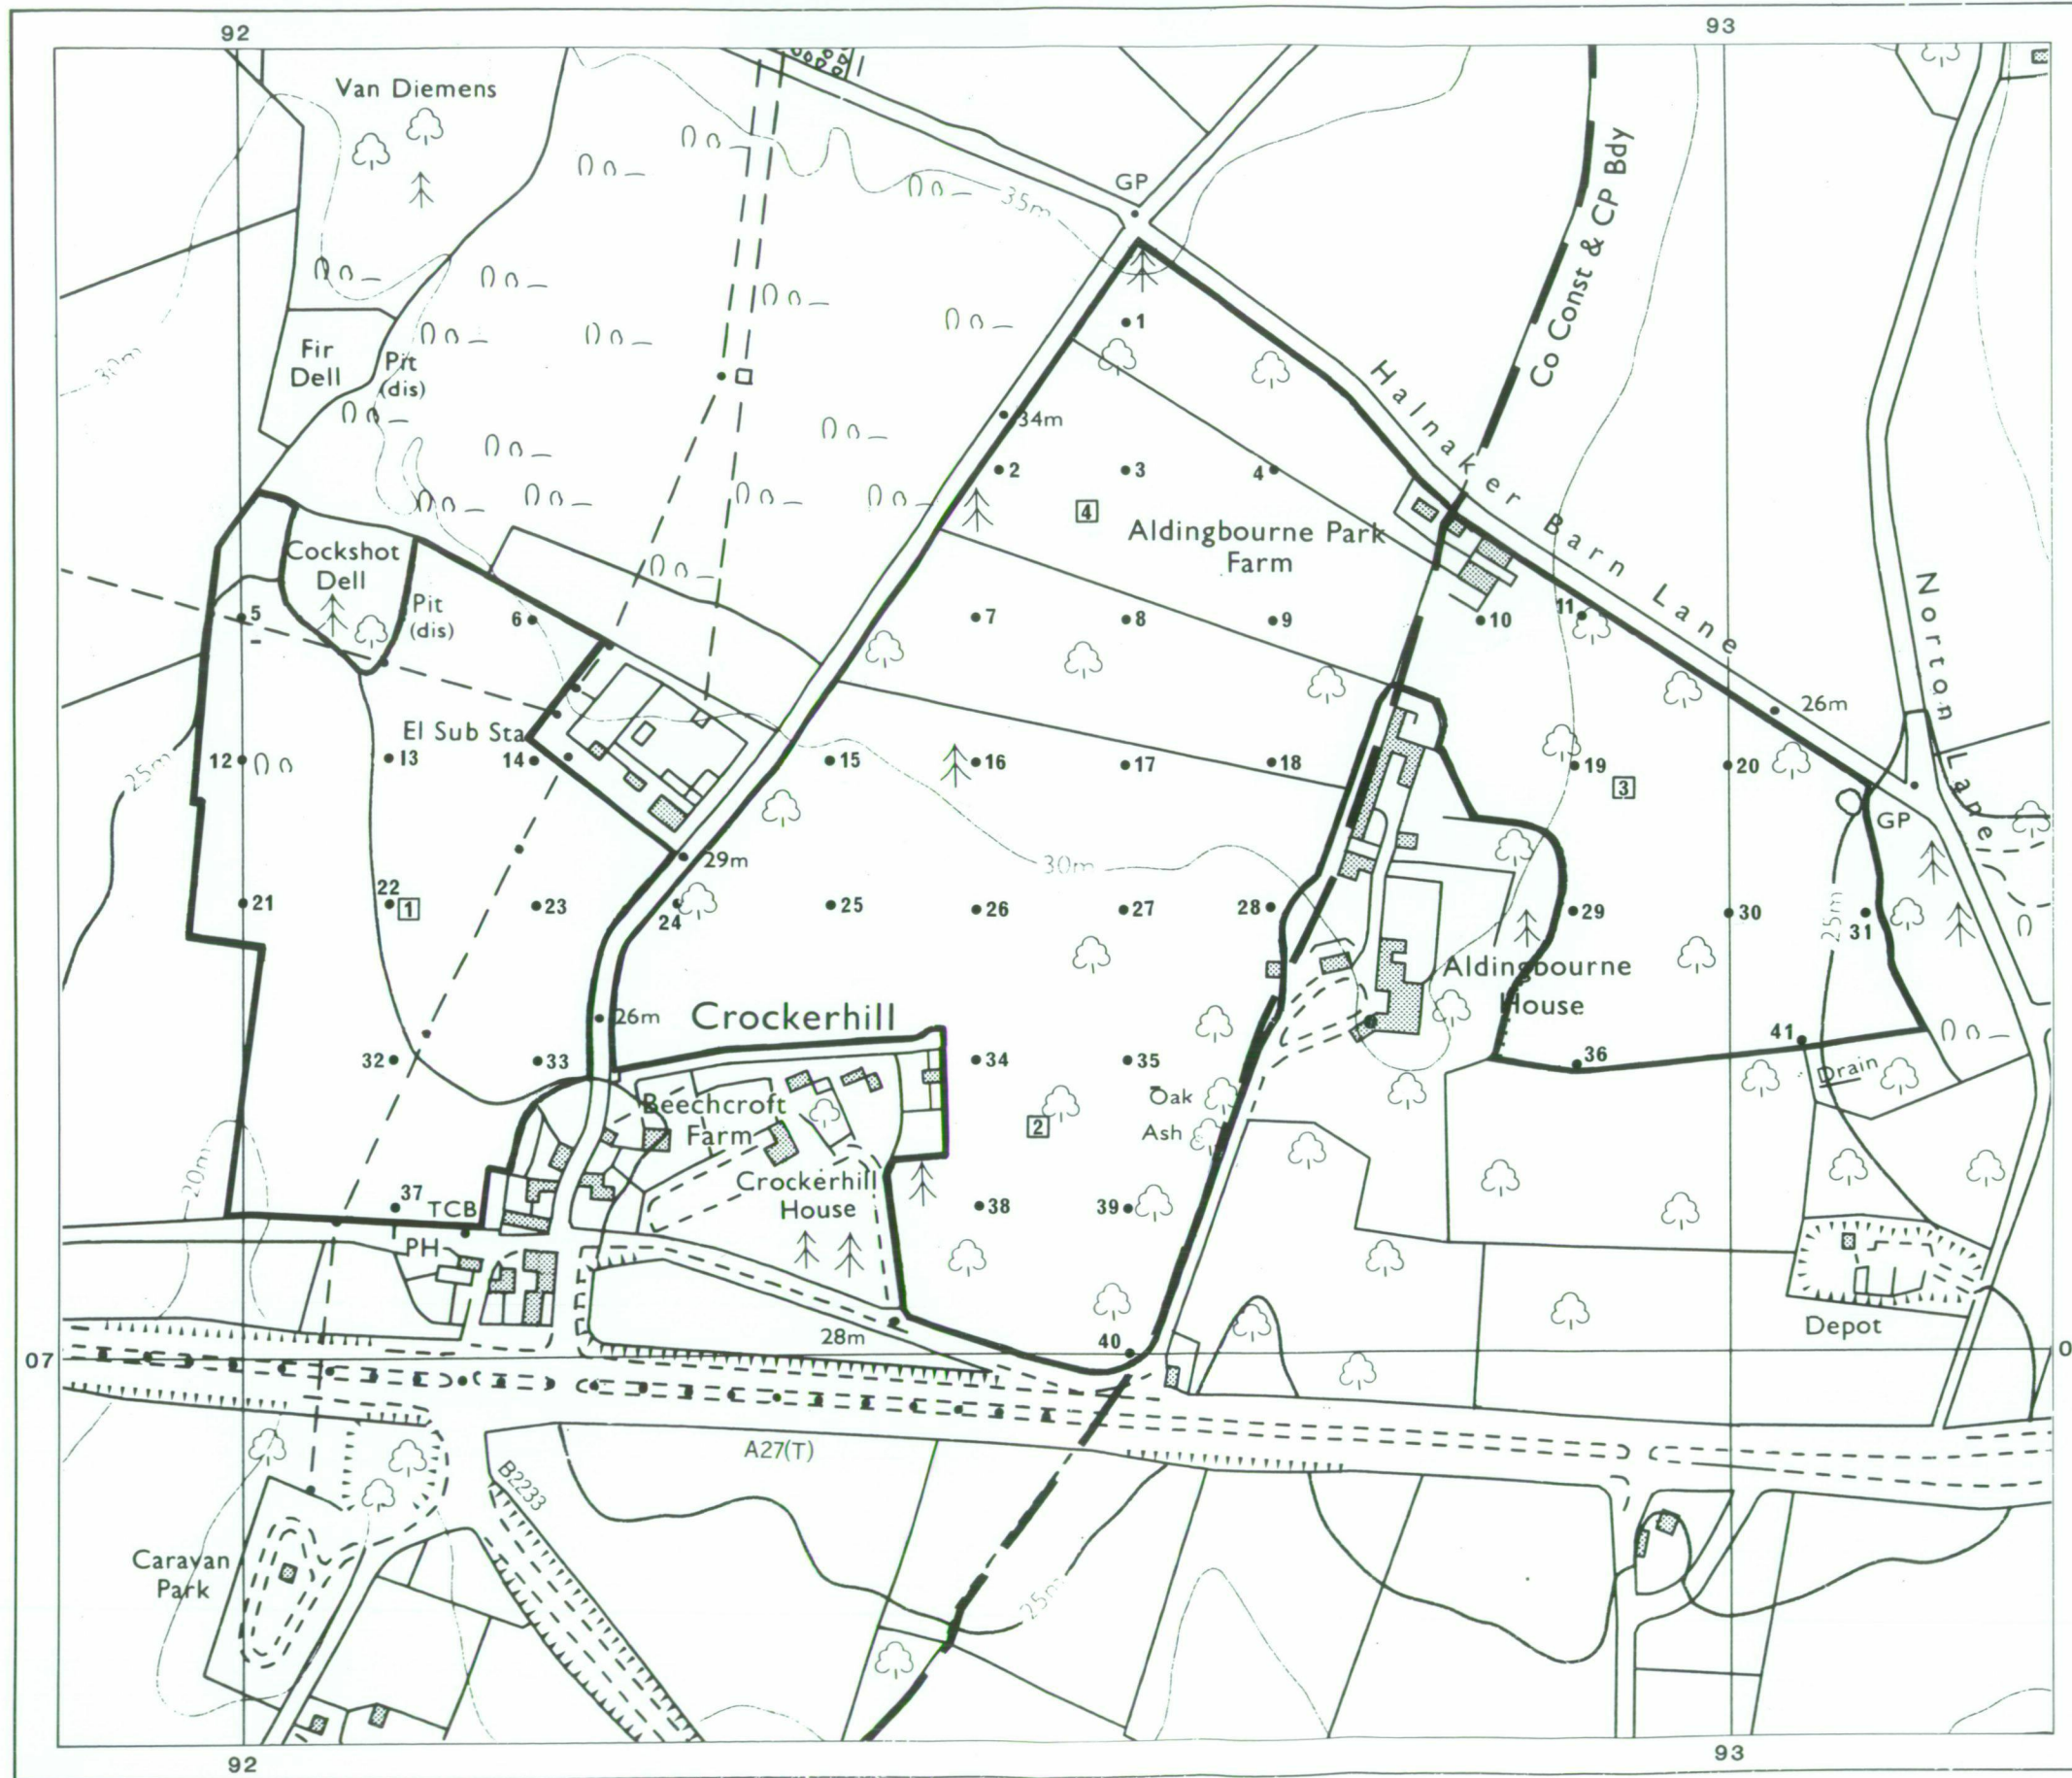 92
93
Van Diemens
GP
35m
Co Const & CP Bdy
1
30m
Fir
Dell
Pit
(dis)
Halnaker Barn Lane
34m
2
3
4
4
Aldingbourne Park
Farm
Cockshot
Dell
Pit
(dis)
5
6
7
8
9
10
11
Norton Lane
26m
El Sub Sta
12
13
14
15
16
17
18
19
3
20
25m
GP
29m
30m
21
22
1
23
24
25
26
27
28
29
30
31
25m
Aldingbourne
House
26m
Crockerhill
32
33
34
35
36
41
Drain
Oak
Ash
Beechcroft
Farm
2
Crockerhill
House
20m
37
TCB
38
39
PH
28m
40
Depot
07
0
A27(T)
B2233
Caravan
Park
25m
92
93